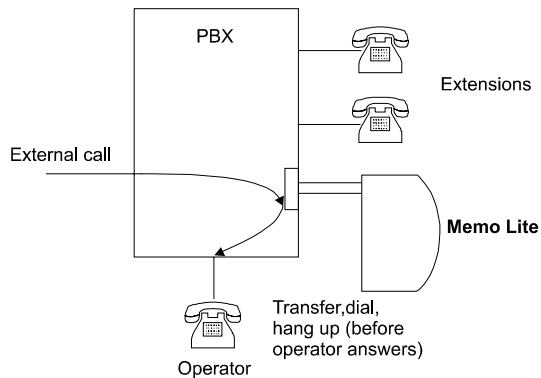 PBX
Extensions
External call
Memo Lite
Transfer,dial,
hang up (before
operator answers)
Operator